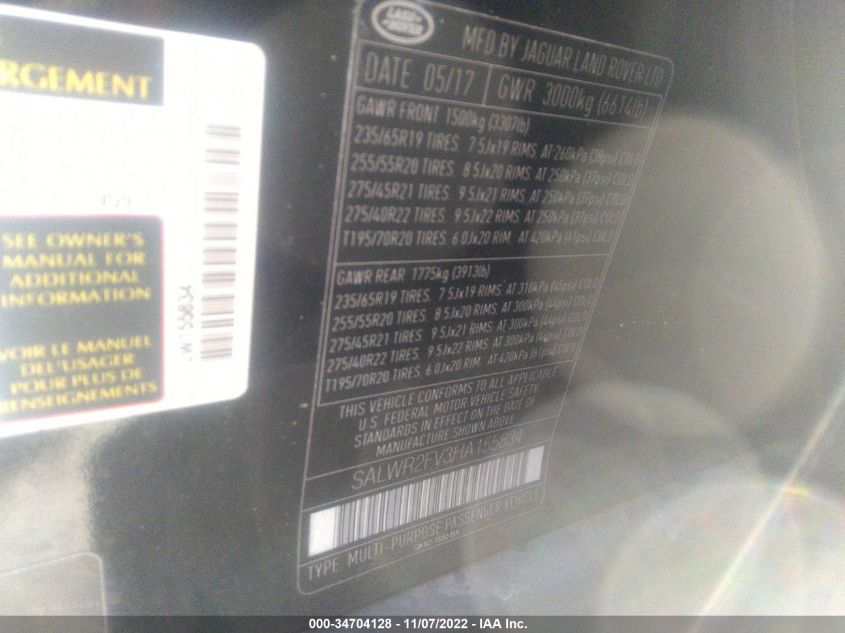 RGEMENT
SEE OWNER'S
MANUAL FOR
ADDITIONAL
INFORMATION
VOIR LE MANUEL
DE L'USAGER
POUR PLUS DE
RENSEIGNEMENTS
W155834
LAND
ROVER
MFD BY JAGUAR LAND ROVER LTD
DATE 05/17 GWR 3000kg (6614lb)
GAWR FRONT 1500kg (3307lb)
235/65R19 TIRES 7.5Jx19 RIMS AT 260kPa (38psi) COLD
255/55R20 TIRES 8.5Jx20 RIMS AT 250kPa (37psi) COLD
275/45R21 TIRES 9.5Jx21 RIMS AT 250kPa (37psi) COLD
275/40R22 TIRES 9.5Jx22 RIMS AT 250kPa (37psi) COLD
T195/70R20 TIRES 6.0Jx20 RIM AT 420kPa (61psi) COLD
GAWR REAR 1775kg (3913lb)
235/65R19 TIRES 7.5Jx19 RIMS AT 310kPa (45psi) COLD
255/55R20 TIRES 8.5Jx20 RIMS AT 300kPa (44psi) COLD
275/45R21 TIRES 9.5Jx21 RIMS AT 300kPa (44psi) COLD
275/40R22 TIRES 9.5Jx22 RIMS AT 300kPa (44psi) COLD
T195/70R20 TIRES 6.0Jx20 RIM AT 420kPa (61psi) COLD
THIS VEHICLE CONFORMS TO ALL APPLICABLE
U.S. FEDERAL MOTOR VEHICLE SAFETY
STANDARDS IN EFFECT ON THE DATE OF
MANUFACTURE SHOWN ABOVE
SALWR2FV3HA155834
TYPE MULTI-PURPOSE PASSENGER VEHICLE
000-34704128 - 11/07/2022 - IAA Inc.